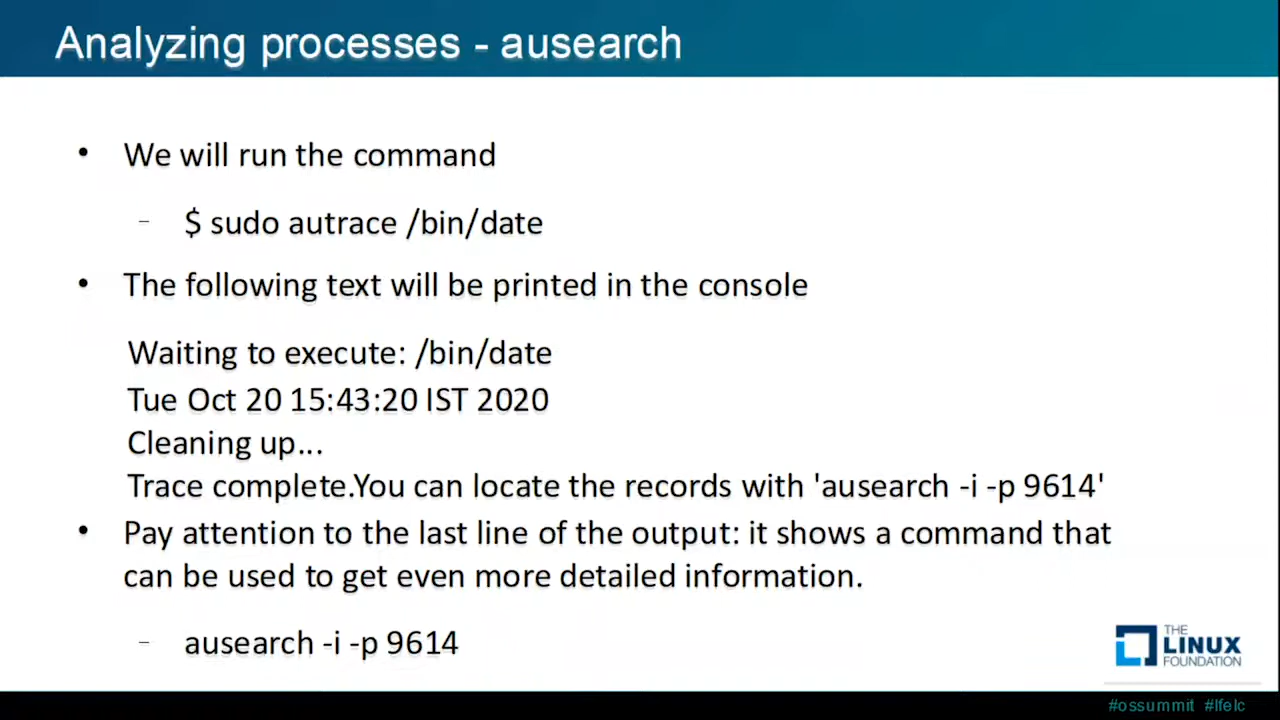 Analyzing processes - ausearch
• We will run the command
– $ sudo autrace /bin/date
• The following text will be printed in the console
Waiting to execute: /bin/date
Tue Oct 20 15:43:20 IST 2020
Cleaning up...
Trace complete.You can locate the records with 'ausearch -i -p 9614'
• Pay attention to the last line of the output: it shows a command that
can be used to get even more detailed information.
– ausearch -i -p 9614
THE
LINUX
FOUNDATION
#ossummit #lfelc